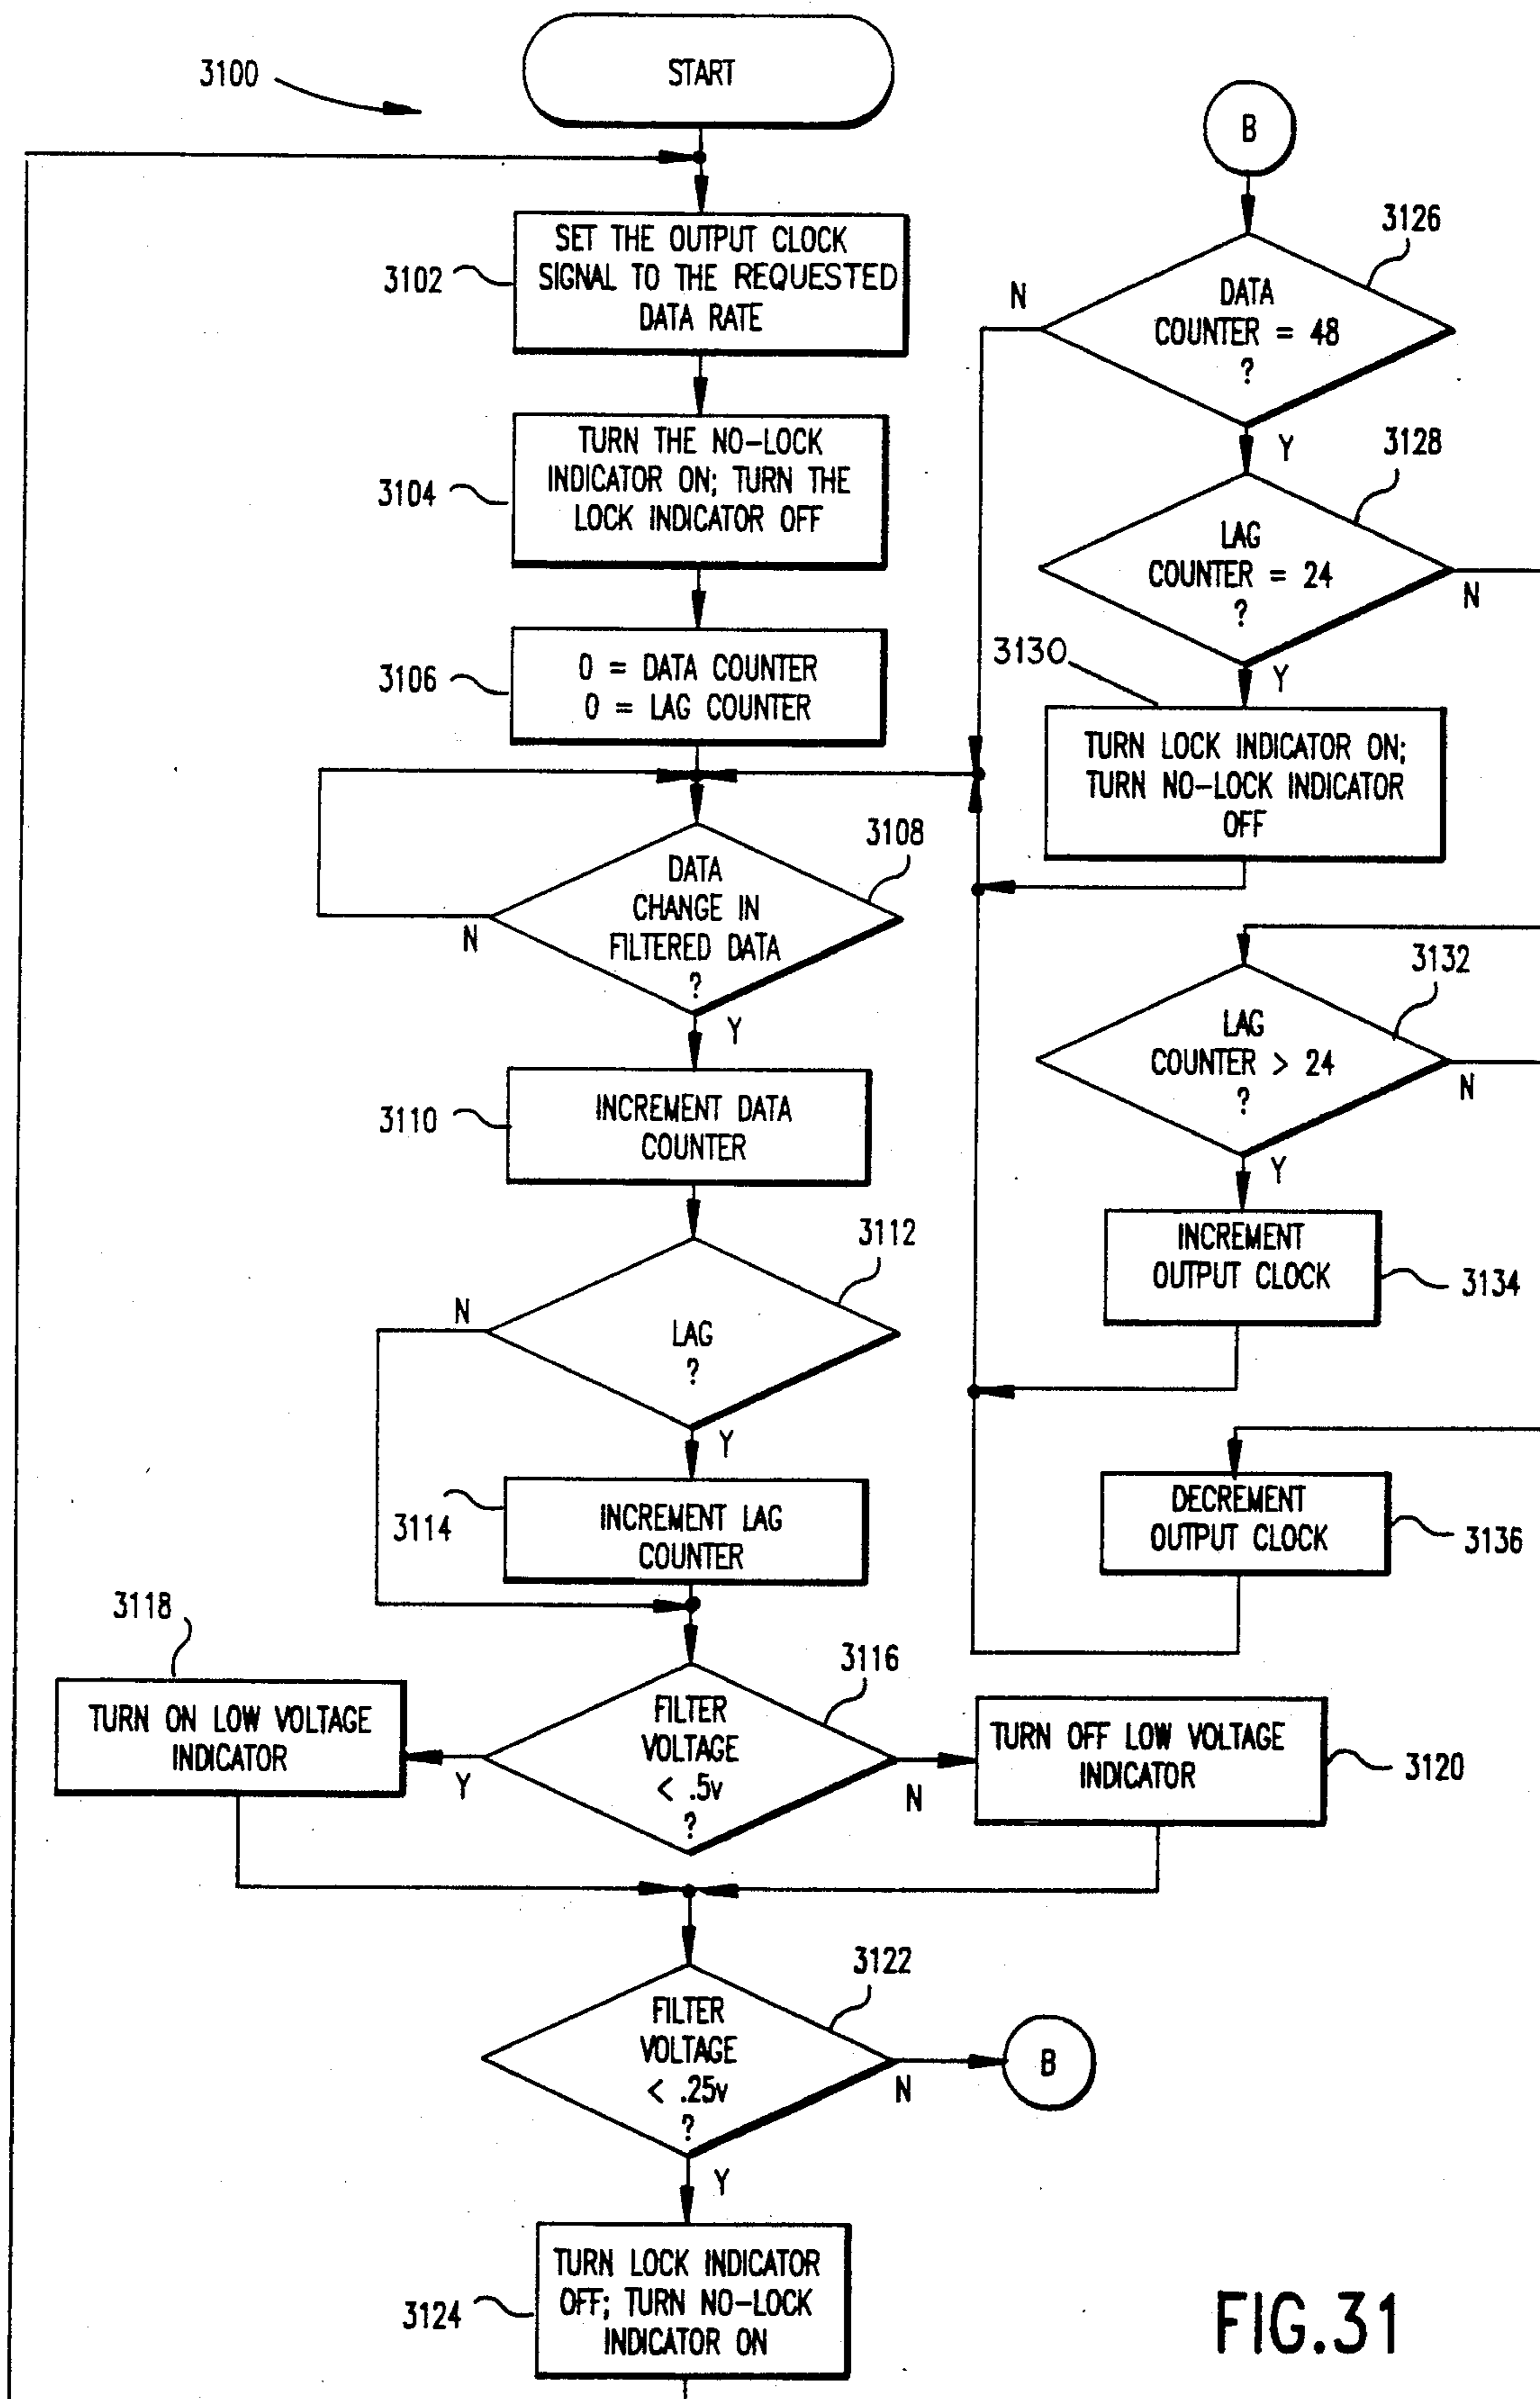 3100
START
3102
SET THE OUTPUT CLOCK
SIGNAL TO THE REQUESTED
DATA RATE
3104
TURN THE NO-LOCK
INDICATOR ON; TURN THE
LOCK INDICATOR OFF
3106
0 = DATA COUNTER
0 = LAG COUNTER
3108
DATA
CHANGE IN
FILTERED DATA
?
N
Y
3110
INCREMENT DATA
COUNTER
3112
N
LAG
?
Y
3114
INCREMENT LAG
COUNTER
3118
TURN ON LOW VOLTAGE
INDICATOR
3116
FILTER
VOLTAGE
< .5v
?
Y
N
TURN OFF LOW VOLTAGE
INDICATOR
3120
3122
FILTER
VOLTAGE
< .25v
?
N
B
Y
3124
TURN LOCK INDICATOR
OFF; TURN NO-LOCK
INDICATOR ON
B
3126
N
DATA
COUNTER = 48
?
Y
3128
LAG
COUNTER = 24
?
N
3130
Y
TURN LOCK INDICATOR ON;
TURN NO-LOCK INDICATOR
OFF
3132
LAG
COUNTER > 24
?
N
Y
INCREMENT
OUTPUT CLOCK
3134
DECREMENT
OUTPUT CLOCK
3136
FIG.31